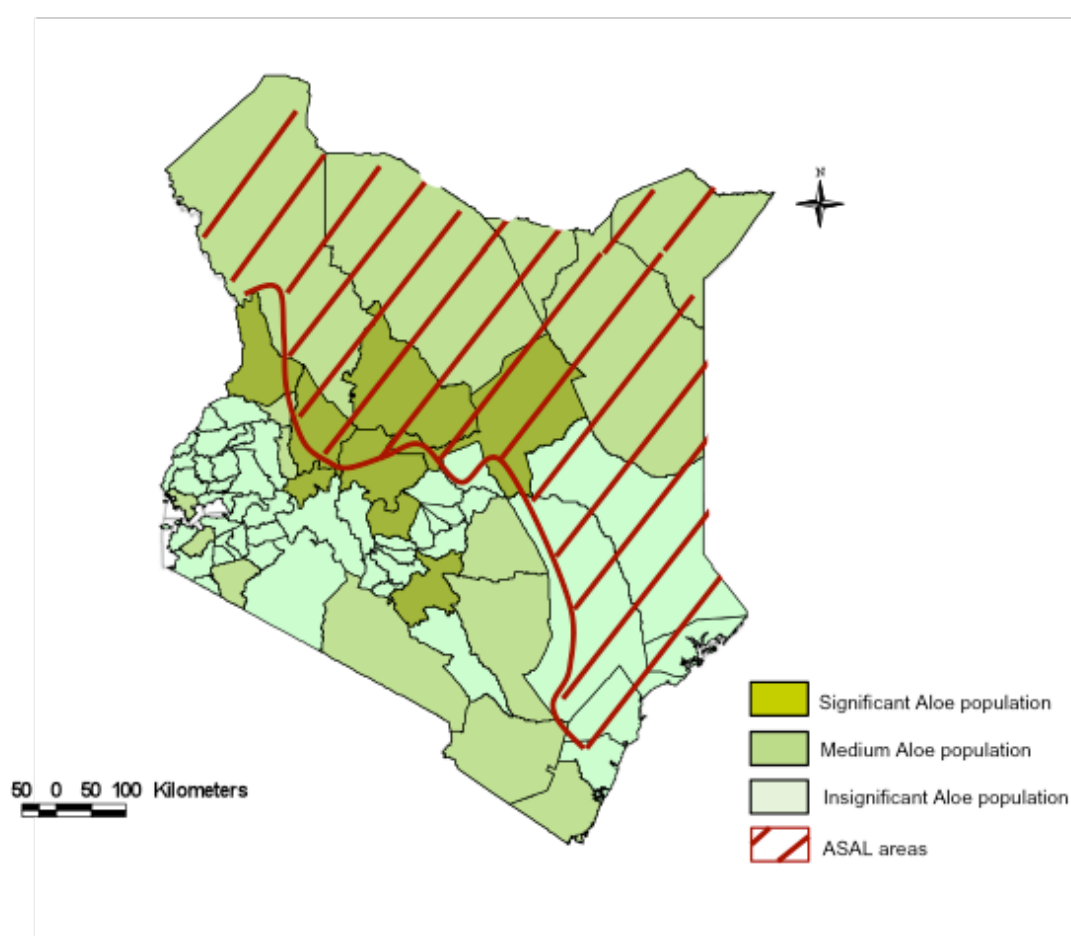 N
Significant Aloe population
Medium Aloe population
50 0 50 100 Kilometers
Insignificant Aloe population
ASAL areas